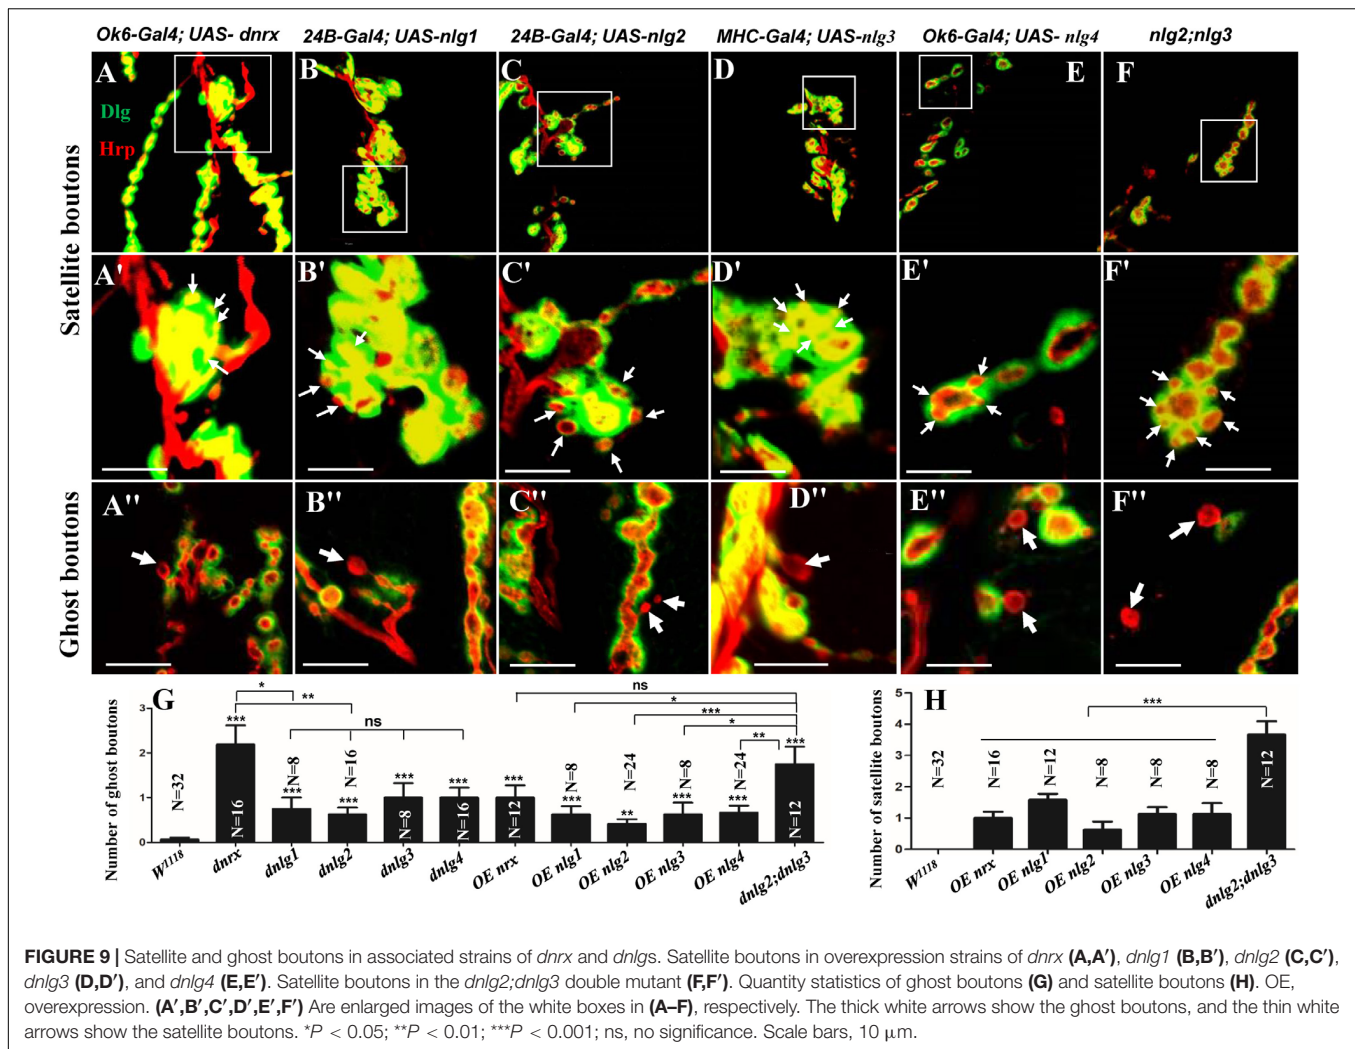 Ok6-Gal4; UAS- dnrx 24B-Gal4; UAS-nlg1 24B-Gal4; UAS-nlg2 MHC-Gal4; UAS-nlg3 Ok6-Gal4; UAS- nlg4 nlg2;nlg3
A B C D E F
Dlg
Hrp
Satellite boutons
A' B' C' D' E' F'
Ghost boutons
A'' B'' C'' D'' E'' F''
G
Number of ghost boutons
3
2
1
0
* ** ns ns * *** * **
N=32 N=16 N=8 N=16 N=8 N=16 N=12 N=8 N=24 N=8 N=24 N=12
*** *** *** *** *** *** *** ** *** *** ***
W1118 dnrx dnlg1 dnlg2 dnlg3 dnlg4 OE nrx OE nlg1 OE nlg2 OE nlg3 OE nlg4 dnlg2;dnlg3
H
Number of satellite boutons
5
4
3
2
1
0
***
N=32 N=16 N=12 N=8 N=8 N=8 N=12
W1118 OE nrx OE nlg1 OE nlg2 OE nlg3 OE nlg4 dnlg2;dnlg3
FIGURE 9 | Satellite and ghost boutons in associated strains of dnrx and dnlgs. Satellite boutons in overexpression strains of dnrx (A,A′), dnlg1 (B,B′), dnlg2 (C,C′),
dnlg3 (D,D′), and dnlg4 (E,E′). Satellite boutons in the dnlg2;dnlg3 double mutant (F,F′). Quantity statistics of ghost boutons (G) and satellite boutons (H). OE,
overexpression. (A′,B′,C′,D′,E′,F′) Are enlarged images of the white boxes in (A–F), respectively. The thick white arrows show the ghost boutons, and the thin white
arrows show the satellite boutons. *P < 0.05; **P < 0.01; ***P < 0.001; ns, no significance. Scale bars, 10 μm.